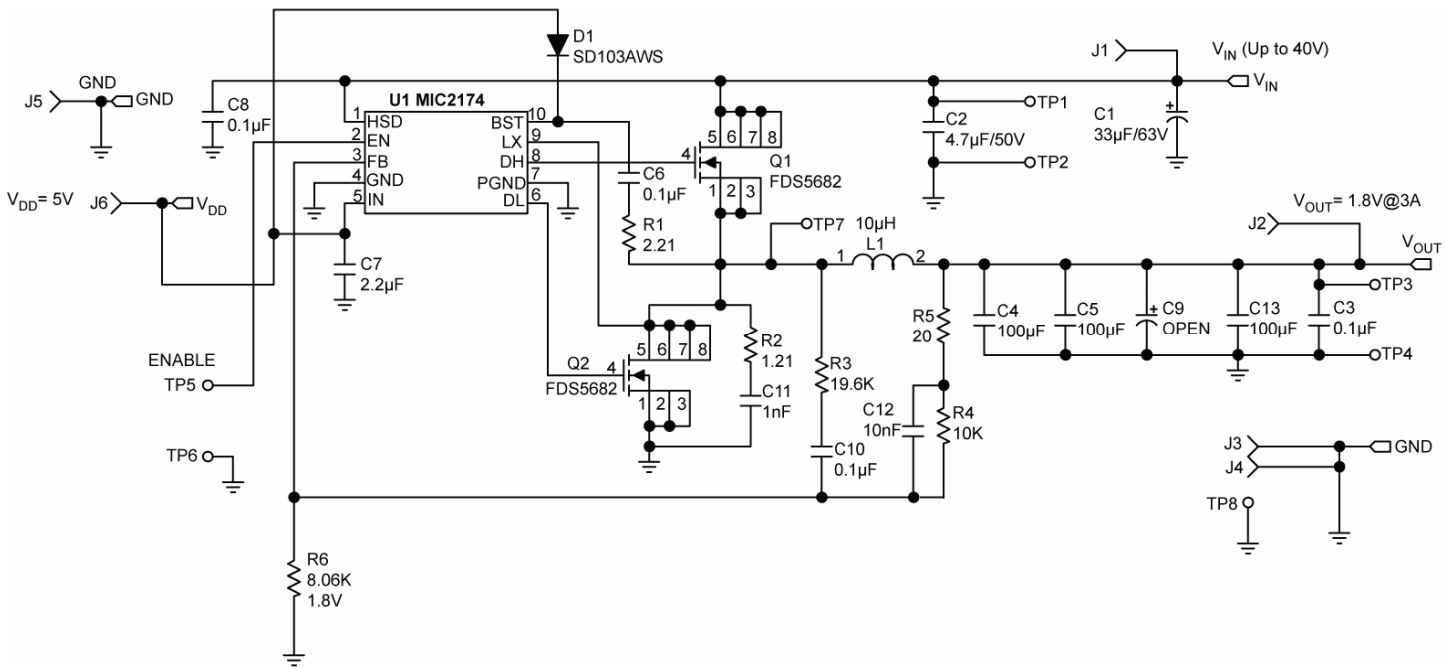 D1
SD103AWS
J1
V_IN (Up to 40V)
V_IN
GND
J5
GND
C8
0.1µF
U1 MIC2174
1 HSD
2 EN
3 FB
4 GND
5 IN
BST 10
LX 9
DH 8
PGND 7
DL 6
5 6 7 8
4
Q1
FDS5682
1 2 3
TP1
C2
4.7µF/50V
TP2
C1
+
33µF/63V
V_DD= 5V
J6
V_DD
C6
0.1µF
R1
2.21
C7
2.2µF
TP7
10µH
1 L1 2
V_OUT= 1.8V@3A
J2
V_OUT
TP3
R5
20
C4
100µF
C5
100µF
+
C9
OPEN
C13
100µF
C3
0.1µF
TP4
5 6 7 8
Q2
4
FDS5682
1 2 3
R2
1.21
C11
1nF
R3
19.6K
C12
10nF
R4
10K
C10
0.1µF
ENABLE
TP5
TP6
J3
J4
GND
TP8
R6
8.06K
1.8V